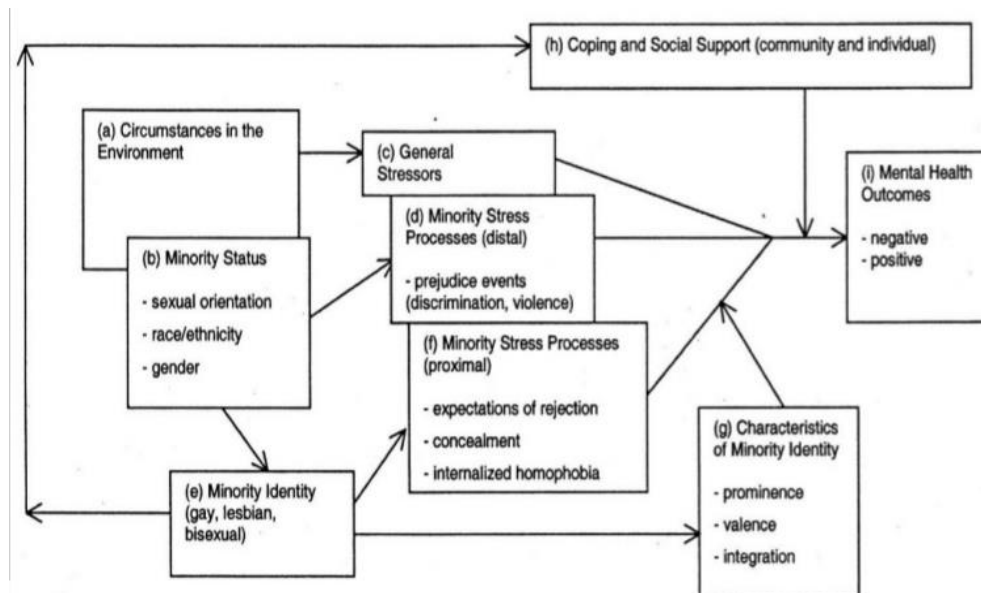 (h) Coping and Social Support (community and individual)
(a) Circumstances in the
Environment
(c) General
Stressors
(i) Mental Health
Outcomes
- negative
- positive
(d) Minority Stress
Processes (distal)
- prejudice events
(discrimination, violence)
(b) Minority Status
- sexual orientation
- race/ethnicity
- gender
(f) Minority Stress Processes
(proximal)
- expectations of rejection
- concealment
- internalized homophobia
(g) Characteristics
of Minority Identity
- prominence
- valence
- integration
(e) Minority Identity
(gay, lesbian,
bisexual)